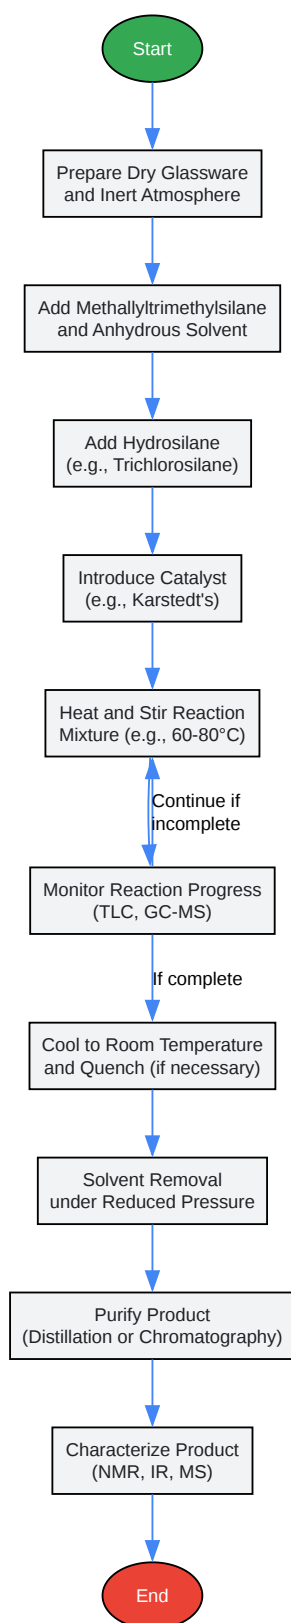 Start
Prepare Dry Glassware
and Inert Atmosphere
Add Methallyltrimethylsilane
and Anhydrous Solvent
Add Hydrosilane
(e.g., Trichlorosilane)
Introduce Catalyst
(e.g., Karstedt's)
Heat and Stir Reaction
Mixture (e.g., 60-80°C)
Continue if
incomplete
Monitor Reaction Progress
(TLC, GC-MS)
If complete
Cool to Room Temperature
and Quench (if necessary)
Solvent Removal
under Reduced Pressure
Purify Product
(Distillation or Chromatography)
Characterize Product
(NMR, IR, MS)
End